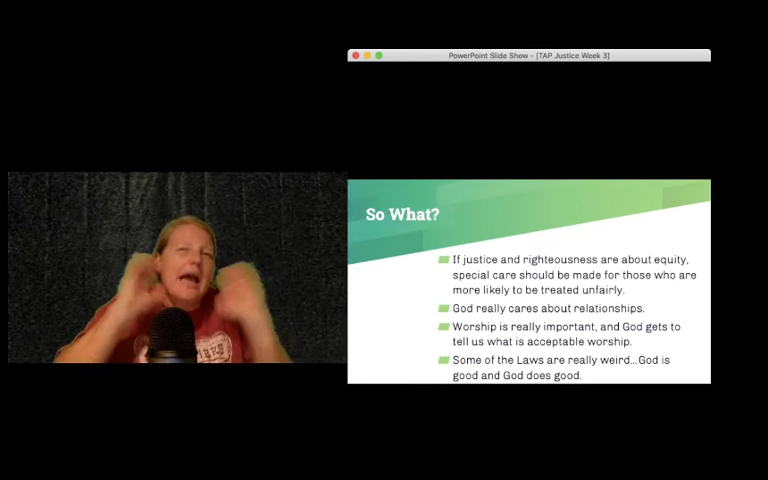 PowerPoint Slide Show - [TAP Justice Week 3]
So What?
If justice and righteousness are about equity,
special care should be made for those who are
more likely to be treated unfairly.
God really cares about relationships.
Worship is really important, and God gets to
tell us what is acceptable worship.
Some of the Laws are really weird...God is
good and God does good.